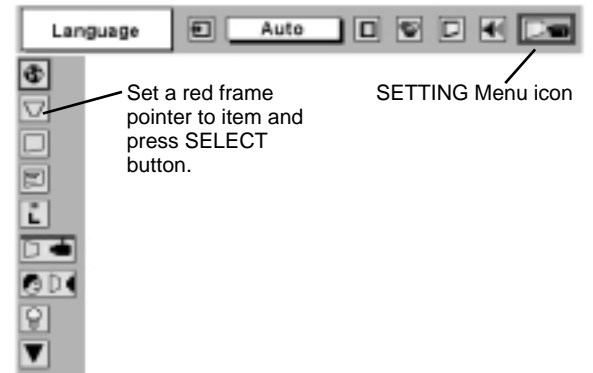 Language
Auto
Set a red frame
pointer to item and
press SELECT
button.
SETTING Menu icon